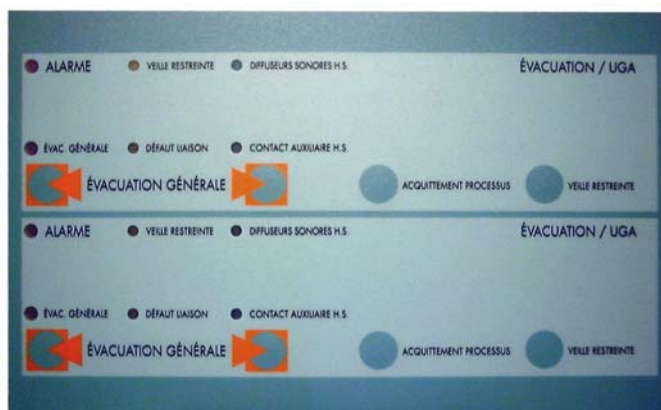 ALARME VEILLE RESTREINTE DIFFUSEURS SONORES H.S. ÉVACUATION / UGA
ÉVAC. GÉNÉRALE DÉFAUT LIAISON CONTACT AUXILIAIRE H.S.
ÉVACUATION GÉNÉRALE ACQUITTEMENT PROCESSUS VEILLE RESTREINTE
ALARME VEILLE RESTREINTE DIFFUSEURS SONORES H.S. ÉVACUATION / UGA
ÉVAC. GÉNÉRALE DÉFAUT LIAISON CONTACT AUXILIAIRE H.S.
ÉVACUATION GÉNÉRALE ACQUITTEMENT PROCESSUS VEILLE RESTREINTE